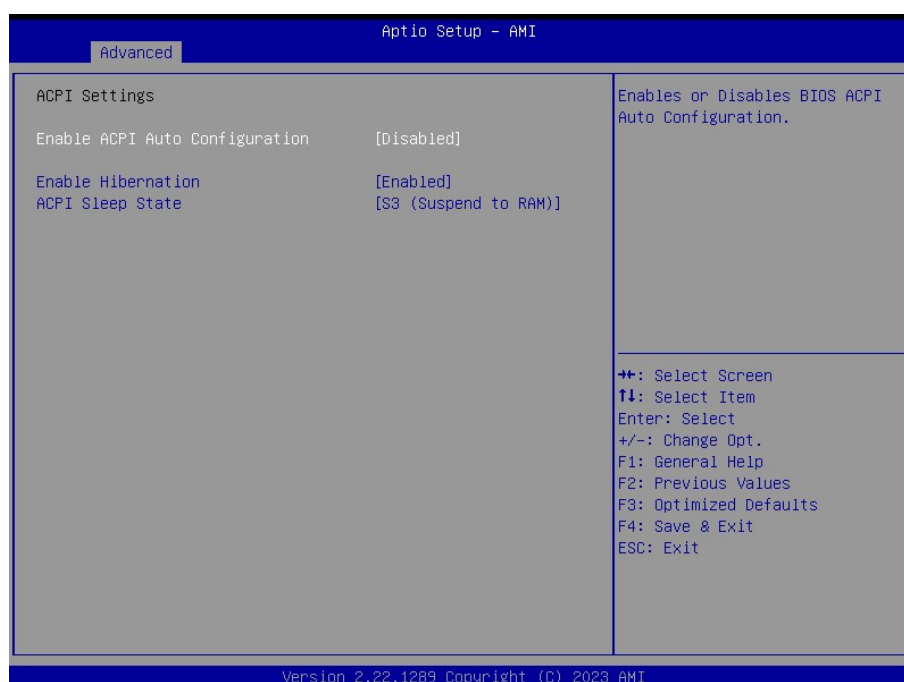 Aptio Setup – AMI
Advanced
ACPI Settings
Enable ACPI Auto Configuration [Disabled]
Enable Hibernation [Enabled]
ACPI Sleep State [S3 (Suspend to RAM)]
Enables or Disables BIOS ACPI
Auto Configuration.
→←: Select Screen
↑↓: Select Item
Enter: Select
+/-: Change Opt.
F1: General Help
F2: Previous Values
F3: Optimized Defaults
F4: Save & Exit
ESC: Exit
Version 2.22.1289 Copyright (C) 2023 AMI